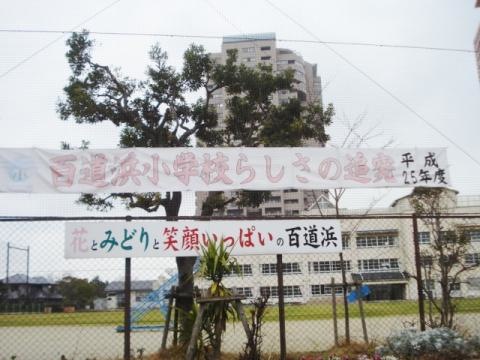 百道浜小学校らしさの追究
平成
25年度
花とみどりと笑顔いっぱいの百道浜